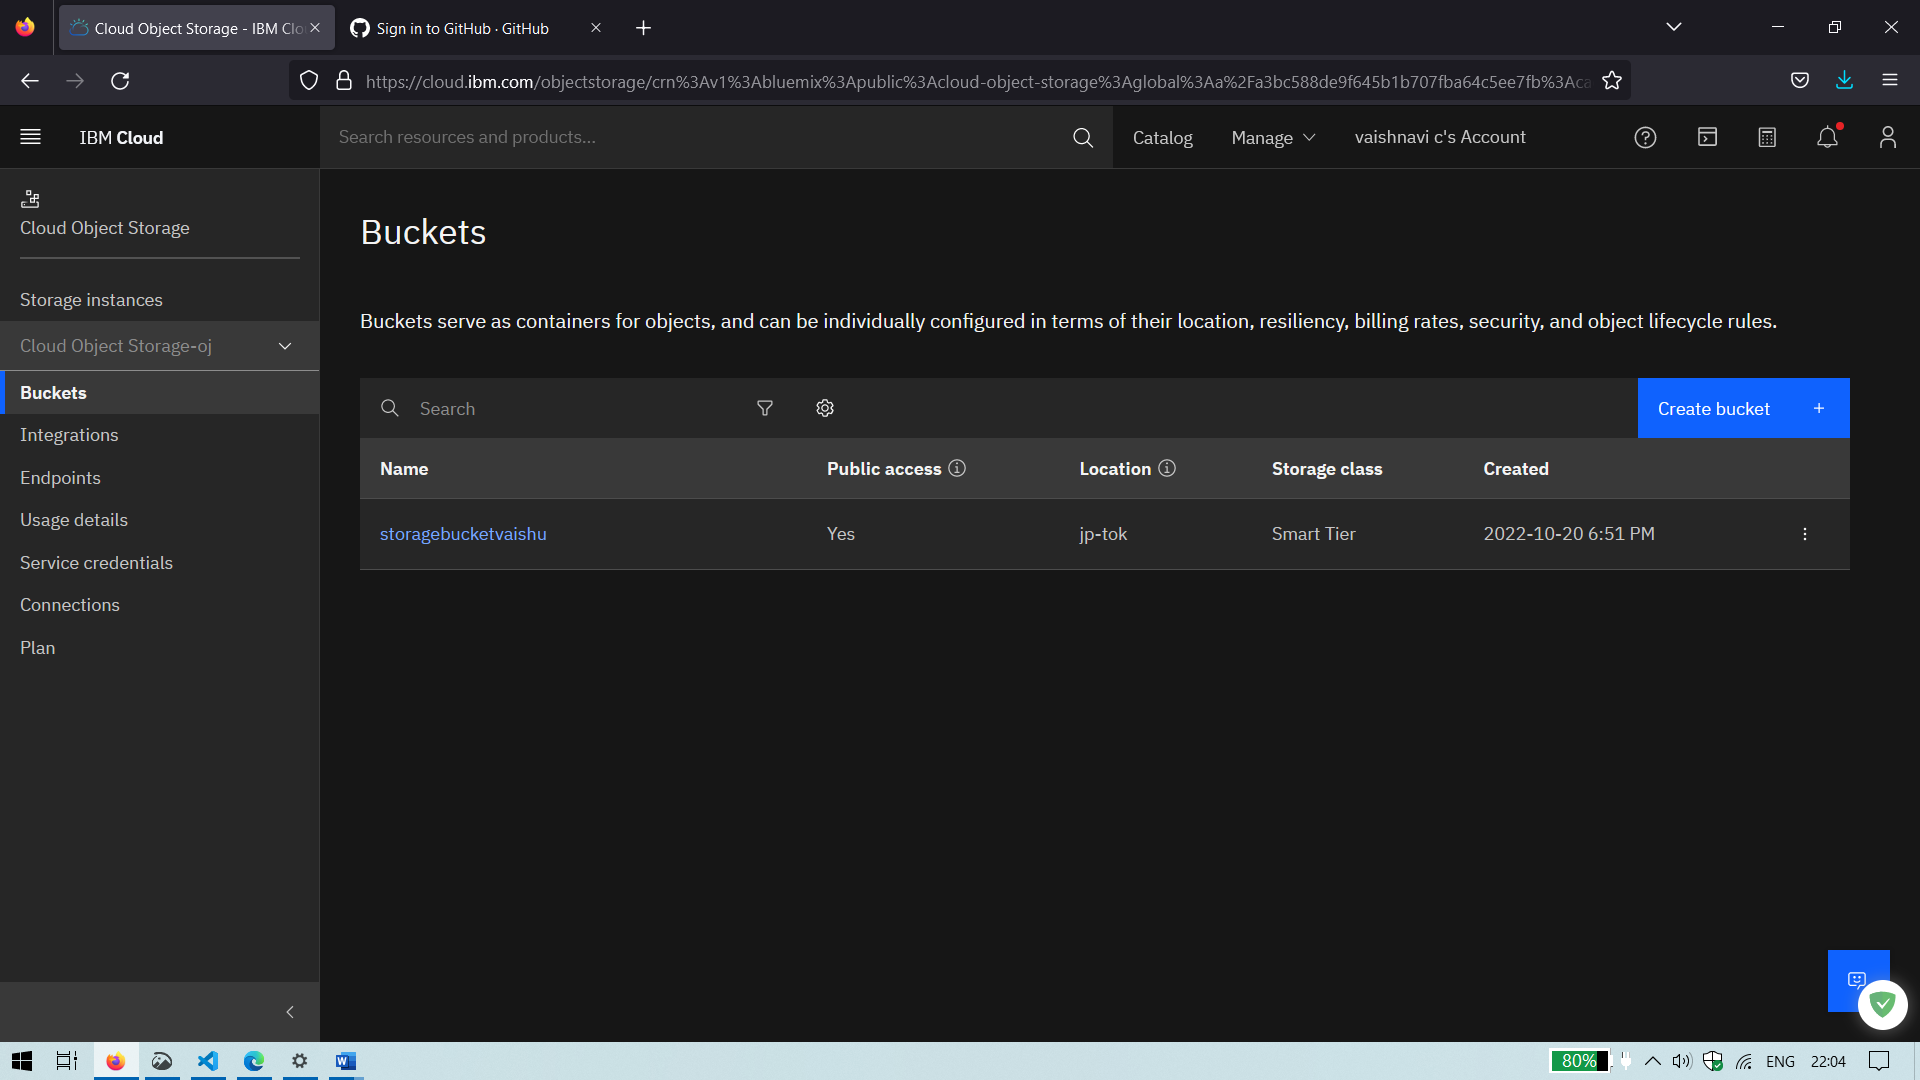 Cloud Object Storage - IBM Clo
Sign in to GitHub · GitHub
https://cloud.ibm.com/objectstorage/crn%3Av1%3Abluemix%3Apublic%3Acloud-object-storage%3Aglobal%3Aa%2Fa3bc588de9f645b1b707fba64c5ee7fb%3Aca
IBM Cloud
Search resources and products...
Catalog
Manage
vaishnavi c's Account
Cloud Object Storage
Storage instances
Cloud Object Storage-oj
Buckets
Integrations
Endpoints
Usage details
Service credentials
Connections
Plan
Buckets
Buckets serve as containers for objects, and can be individually configured in terms of their location, resiliency, billing rates, security, and object lifecycle rules.
Search
Create bucket +
Name Public access Location Storage class Created
storagebucketvaishu Yes jp-tok Smart Tier 2022-10-20 6:51 PM
80% ENG 22:04